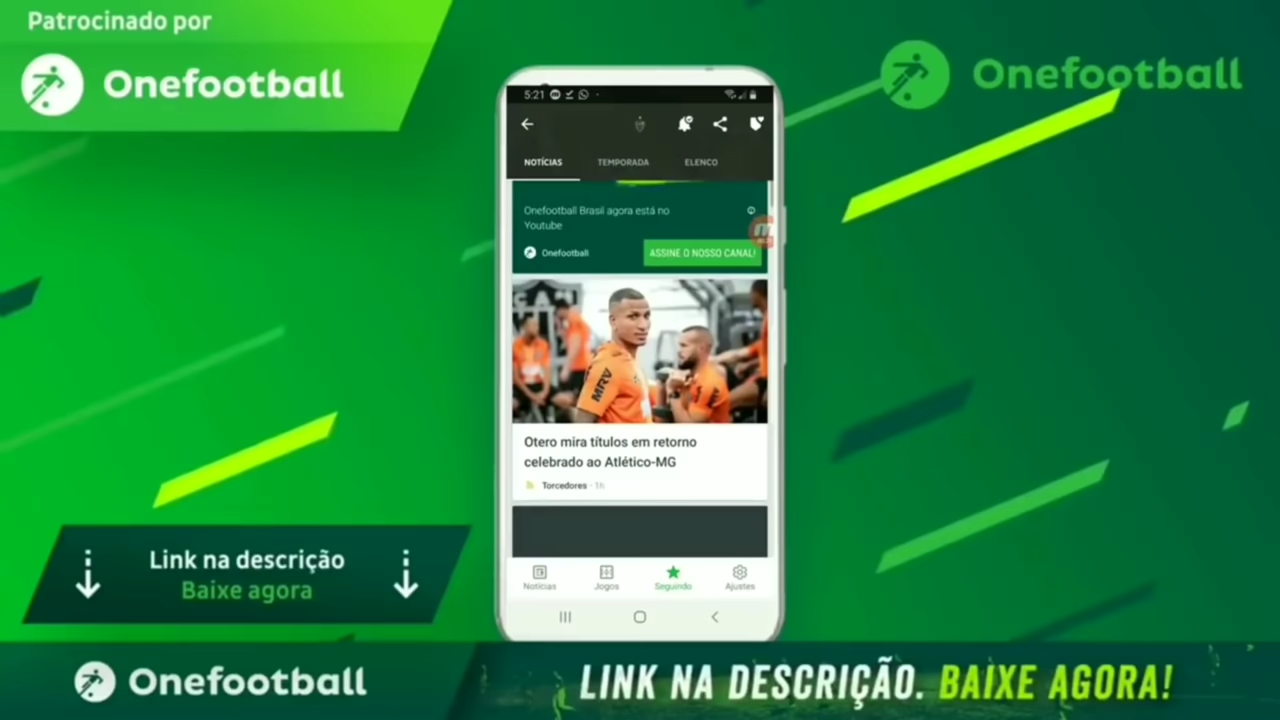 Patrocinado por
Onefootball
Onefootball
5:21
NOTÍCIAS TEMPORADA ELENCO
Onefootball Brasil agora está no
Youtube
Onefootball
ASSINE O NOSSO CANAL!
MRV
Otero mira títulos em retorno
celebrado ao Atlético-MG
Torcedores · 1h
Notícias Jogos Seguindo Ajustes
Link na descrição
Baixe agora
Onefootball
LINK NA DESCRIÇÃO. BAIXE AGORA!